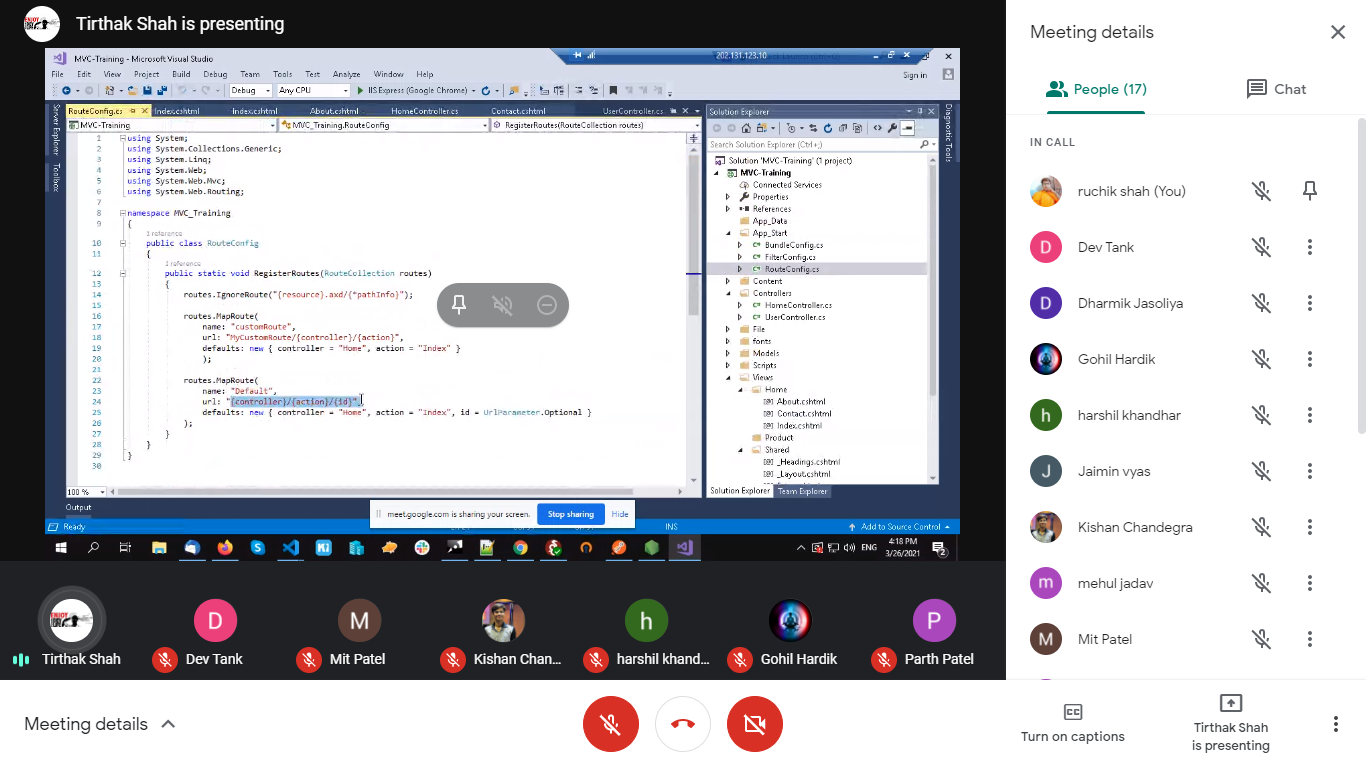 Tirthak Shah is presenting
MVC-Training - Microsoft Visual Studio
202.131.123.10
File Edit View Project Build Debug Team Tools Test Analyze Window Help
Sign in
Debug Any CPU IIS Express (Google Chrome)
RouteConfig.cs Index.cshtml Index.cshtml About.cshtml HomeController.cs Contact.cshtml UserController.cs
MVC-Training MVC_Training.RouteConfig RegisterRoutes(RouteCollection routes)
Server Explorer
Toolbox
1 using System;
2 using System.Collections.Generic;
3 using System.Linq;
4 using System.Web;
5 using System.Web.Mvc;
6 using System.Web.Routing;
7
8 namespace MVC_Training
9 {
1 reference
10 public class RouteConfig
11 {
1 reference
12 public static void RegisterRoutes(RouteCollection routes)
13 {
14 routes.IgnoreRoute("{resource}.axd/{*pathInfo}");
15
16 routes.MapRoute(
17 name: "customRoute",
18 url: "MyCustomRoute/{controller}/{action}",
19 defaults: new { controller = "Home", action = "Index" }
20 );
21
22 routes.MapRoute(
23 name: "Default",
24 url: "{controller}/{action}/{id}",
25 defaults: new { controller = "Home", action = "Index", id = UrlParameter.Optional }
26 );
27 }
28 }
29 }
30
100 %
Output
Ready
INS
Add to Source Control
Solution Explorer
Search Solution Explorer (Ctrl+;)
Solution 'MVC-Training' (1 project)
MVC-Training
Connected Services
Properties
References
App_Data
App_Start
BundleConfig.cs
FilterConfig.cs
RouteConfig.cs
Content
Controllers
HomeController.cs
UserController.cs
File
fonts
Models
Scripts
Views
Home
About.cshtml
Contact.cshtml
Index.cshtml
Product
Shared
_Headings.cshtml
_Layout.cshtml
Solution Explorer Team Explorer
Diagnostic Tools
meet.google.com is sharing your screen. Stop sharing Hide
ENG
4:18 PM
3/26/2021
2
Tirthak Shah
D
Dev Tank
M
Mit Patel
Kishan Chan...
h
harshil khand...
Gohil Hardik
P
Parth Patel
Meeting details
Meeting details
People (17)
Chat
IN CALL
ruchik shah (You)
D Dev Tank
D Dharmik Jasoliya
Gohil Hardik
h harshil khandhar
J Jaimin vyas
Kishan Chandegra
m mehul jadav
M Mit Patel
CC
Turn on captions
Tirthak Shah
is presenting